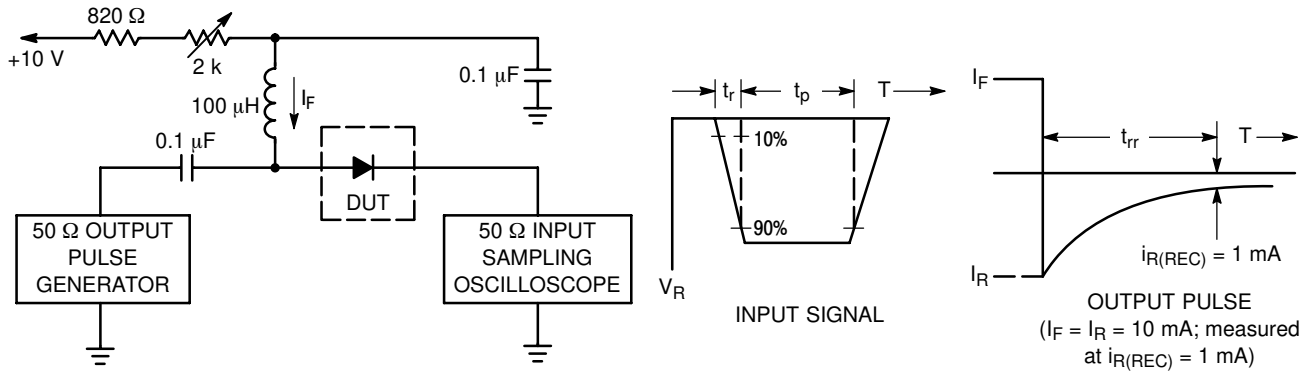 820 Ω
+10 V
2 k
100 µH
I_F
0.1 µF
0.1 µF
DUT
50 Ω OUTPUT
PULSE
GENERATOR
50 Ω INPUT
SAMPLING
OSCILLOSCOPE
t_r
t_p
T
10%
90%
V_R
INPUT SIGNAL
I_F
t_rr
T
I_R
i_R(REC) = 1 mA
OUTPUT PULSE
(I_F = I_R = 10 mA; measured
at i_R(REC) = 1 mA)